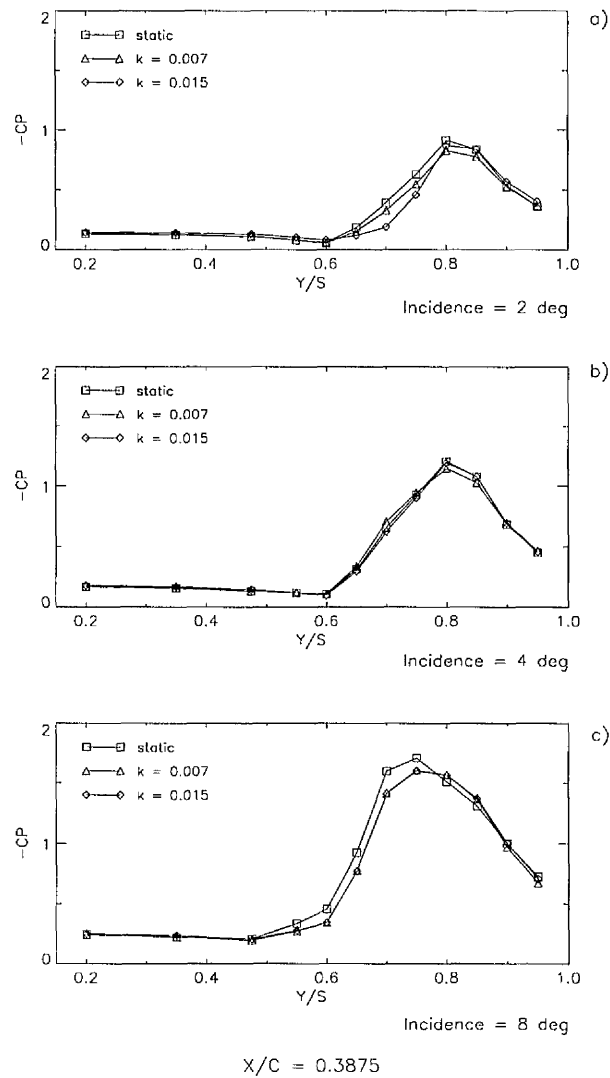 a)
2
static
k = 0.007
k = 0.015
1
-CP
0
0.2 0.4 0.6 0.8 1.0
Y/S
Incidence = 2 deg
b)
2
static
k = 0.007
k = 0.015
1
-CP
0
0.2 0.4 0.6 0.8 1.0
Y/S
Incidence = 4 deg
c)
2
static
k = 0.007
k = 0.015
1
-CP
0
0.2 0.4 0.6 0.8 1.0
Y/S
Incidence = 8 deg
X/C = 0.3875